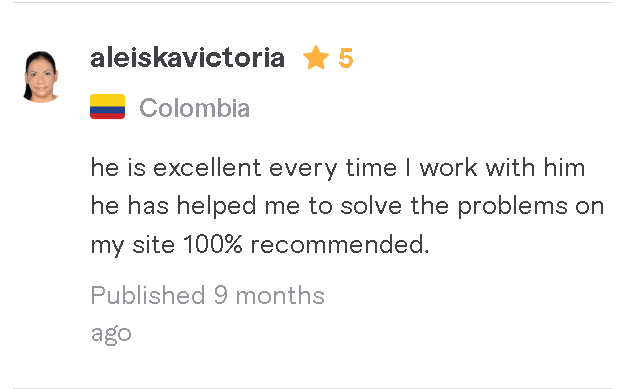 aleiskavictoria 5
Colombia
he is excellent every time I work with him
he has helped me to solve the problems on
my site 100% recommended.
Published 9 months
ago